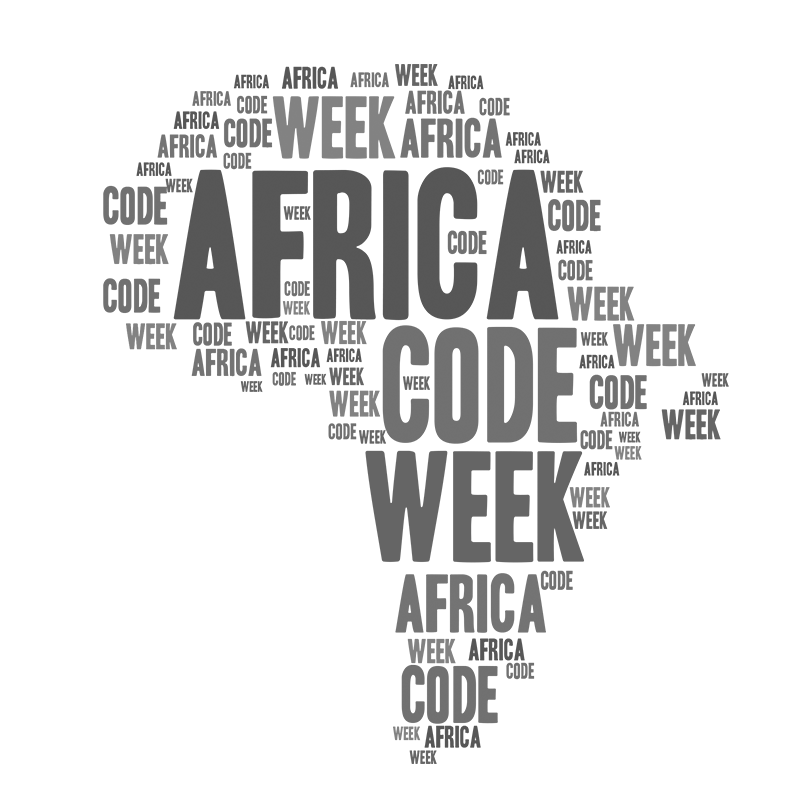 AFRICA AFRICA AFRICA WEEK AFRICA
AFRICA CODE WEEK AFRICA CODE
AFRICA CODE AFRICA AFRICA
AFRICA CODE AFRICA
AFRICA WEEK CODE WEEK
CODE AFRICA CODE
WEEK WEEK CODE AFRICA
CODE CODE CODE
WEEK WEEK
WEEK CODE WEEK CODE WEEK CODE WEEK WEEK
AFRICA AFRICA AFRICA AFRICA
WEEK CODE WEEK WEEK WEEK CODE WEEK
WEEK AFRICA AFRICA WEEK
CODE WEEK CODE WEEK
WEEK
WEEK AFRICA
WEEK
WEEK
AFRICA CODE
WEEK AFRICA
CODE CODE
WEEK AFRICA
WEEK